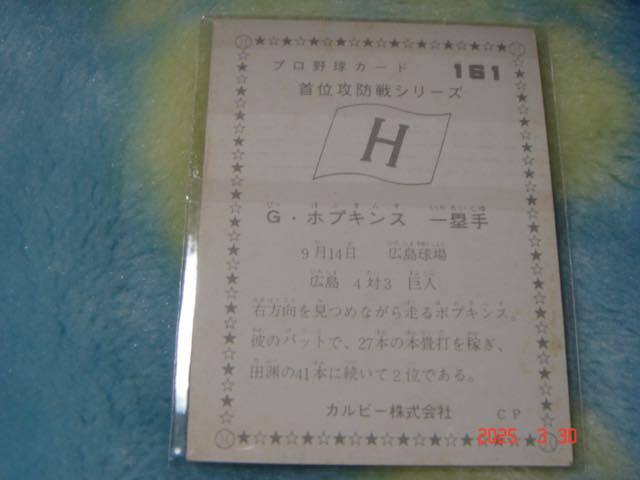 プロ野球カード 161
首位攻防戦シリーズ
H
G・ホプキンス 一塁手
9月14日 広島球場
広島 4対3 巨人
右方向を見つめながら走るホプキンス。
彼のバットで、27本の本畳打を稼ぎ、
田淵の41本に続いて2位である。
カルビー株式会社 CP
2025 3 30